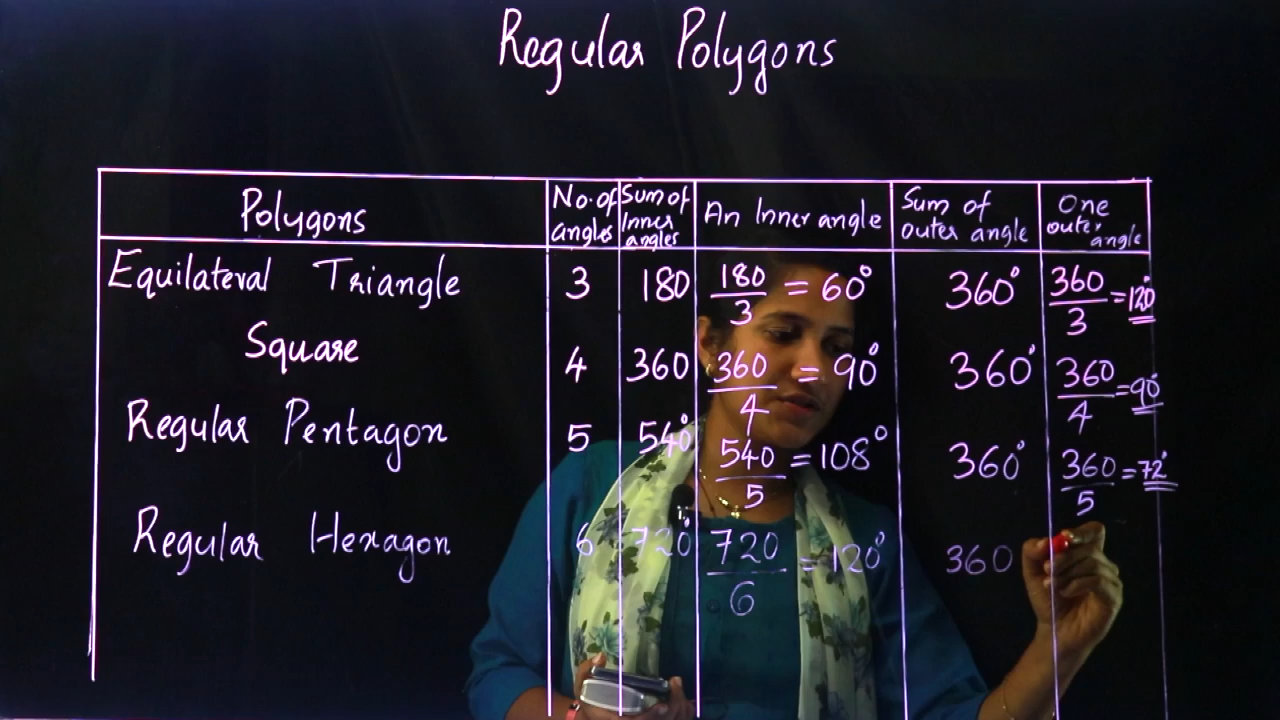 Regular Polygons
Polygons No. of angles Sum of Inner angles An Inner angle Sum of outer angle One outer angle
Equilateral Triangle 3 180 180/3 = 60° 360° 360/3 = 120°
Square 4 360 360/4 = 90° 360° 360/4 = 90°
Regular Pentagon 5 540° 540/5 = 108° 360° 360/5 = 72°
Regular Hexagon 6 720° 720/6 = 120° 360